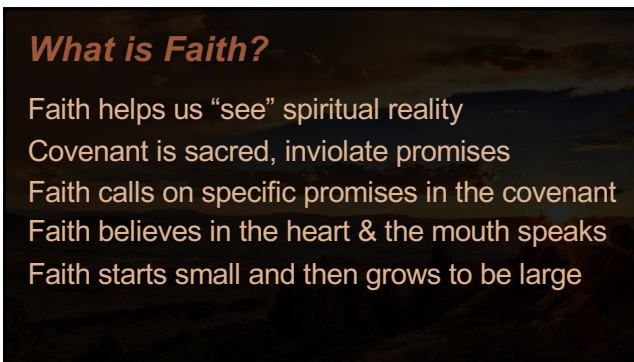 What is Faith?
Faith helps us “see” spiritual reality
Covenant is sacred, inviolate promises
Faith calls on specific promises in the covenant
Faith believes in the heart & the mouth speaks
Faith starts small and then grows to be large